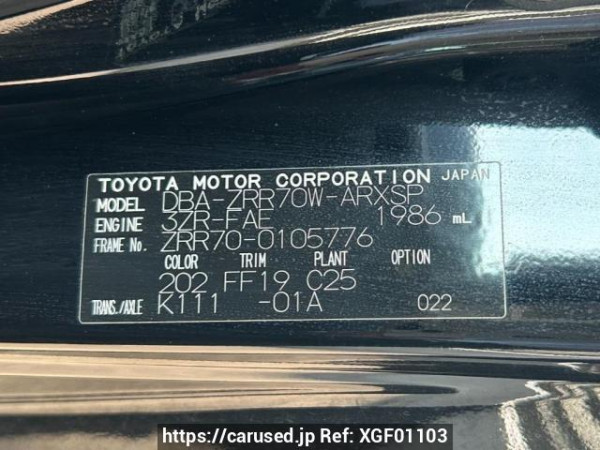 TOYOTA MOTOR CORPORATION JAPAN
MODEL DBA-ZRR70W-ARXSP
ENGINE 3ZR-FAE 1986 mL
FRAME No. ZRR70-0105776
COLOR TRIM PLANT OPTION
202 FF19 C25
TRANS./AXLE K111 -01A 022
https://carused.jp Ref: XGF01103